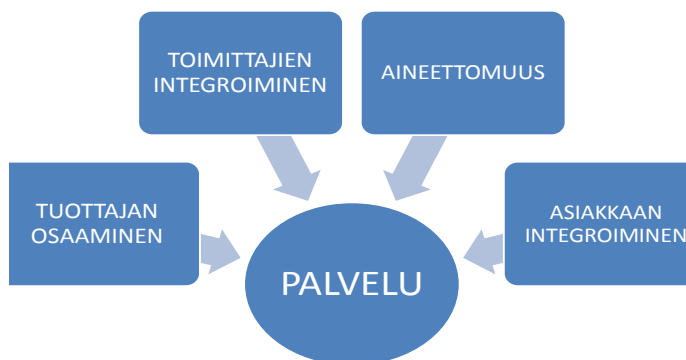 TOIMITTAJIEN
INTEGROIMINEN
AINEETTOMUUS
TUOTTAJAN
OSAAMINEN
ASIAKKAAN
INTEGROIMINEN
PALVELU